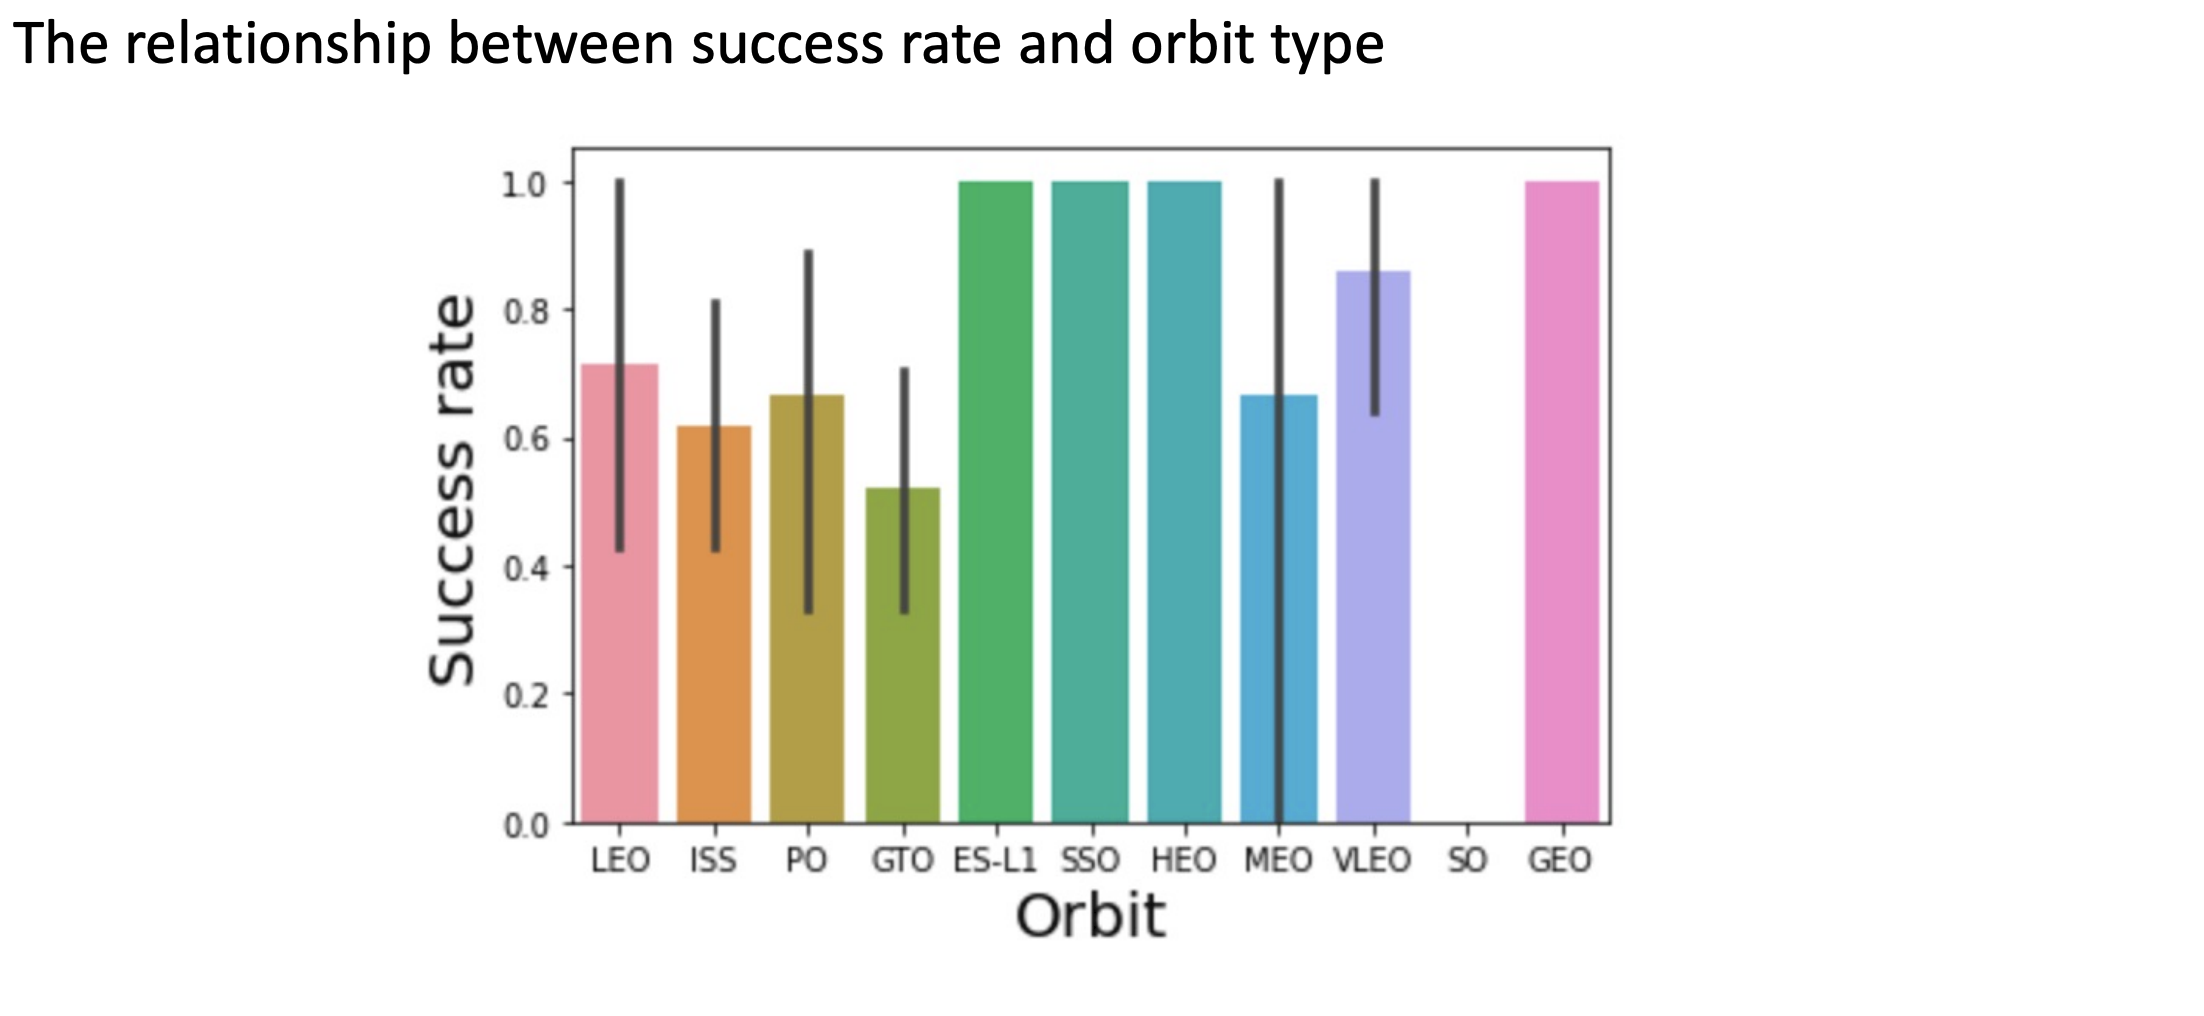 The relationship between success rate and orbit type
1.0
0.8
0.6
0.4
0.2
0.0
Success rate
LEO ISS PO GTO ES-L1 SSO HEO MEO VLEO SO GEO
Orbit